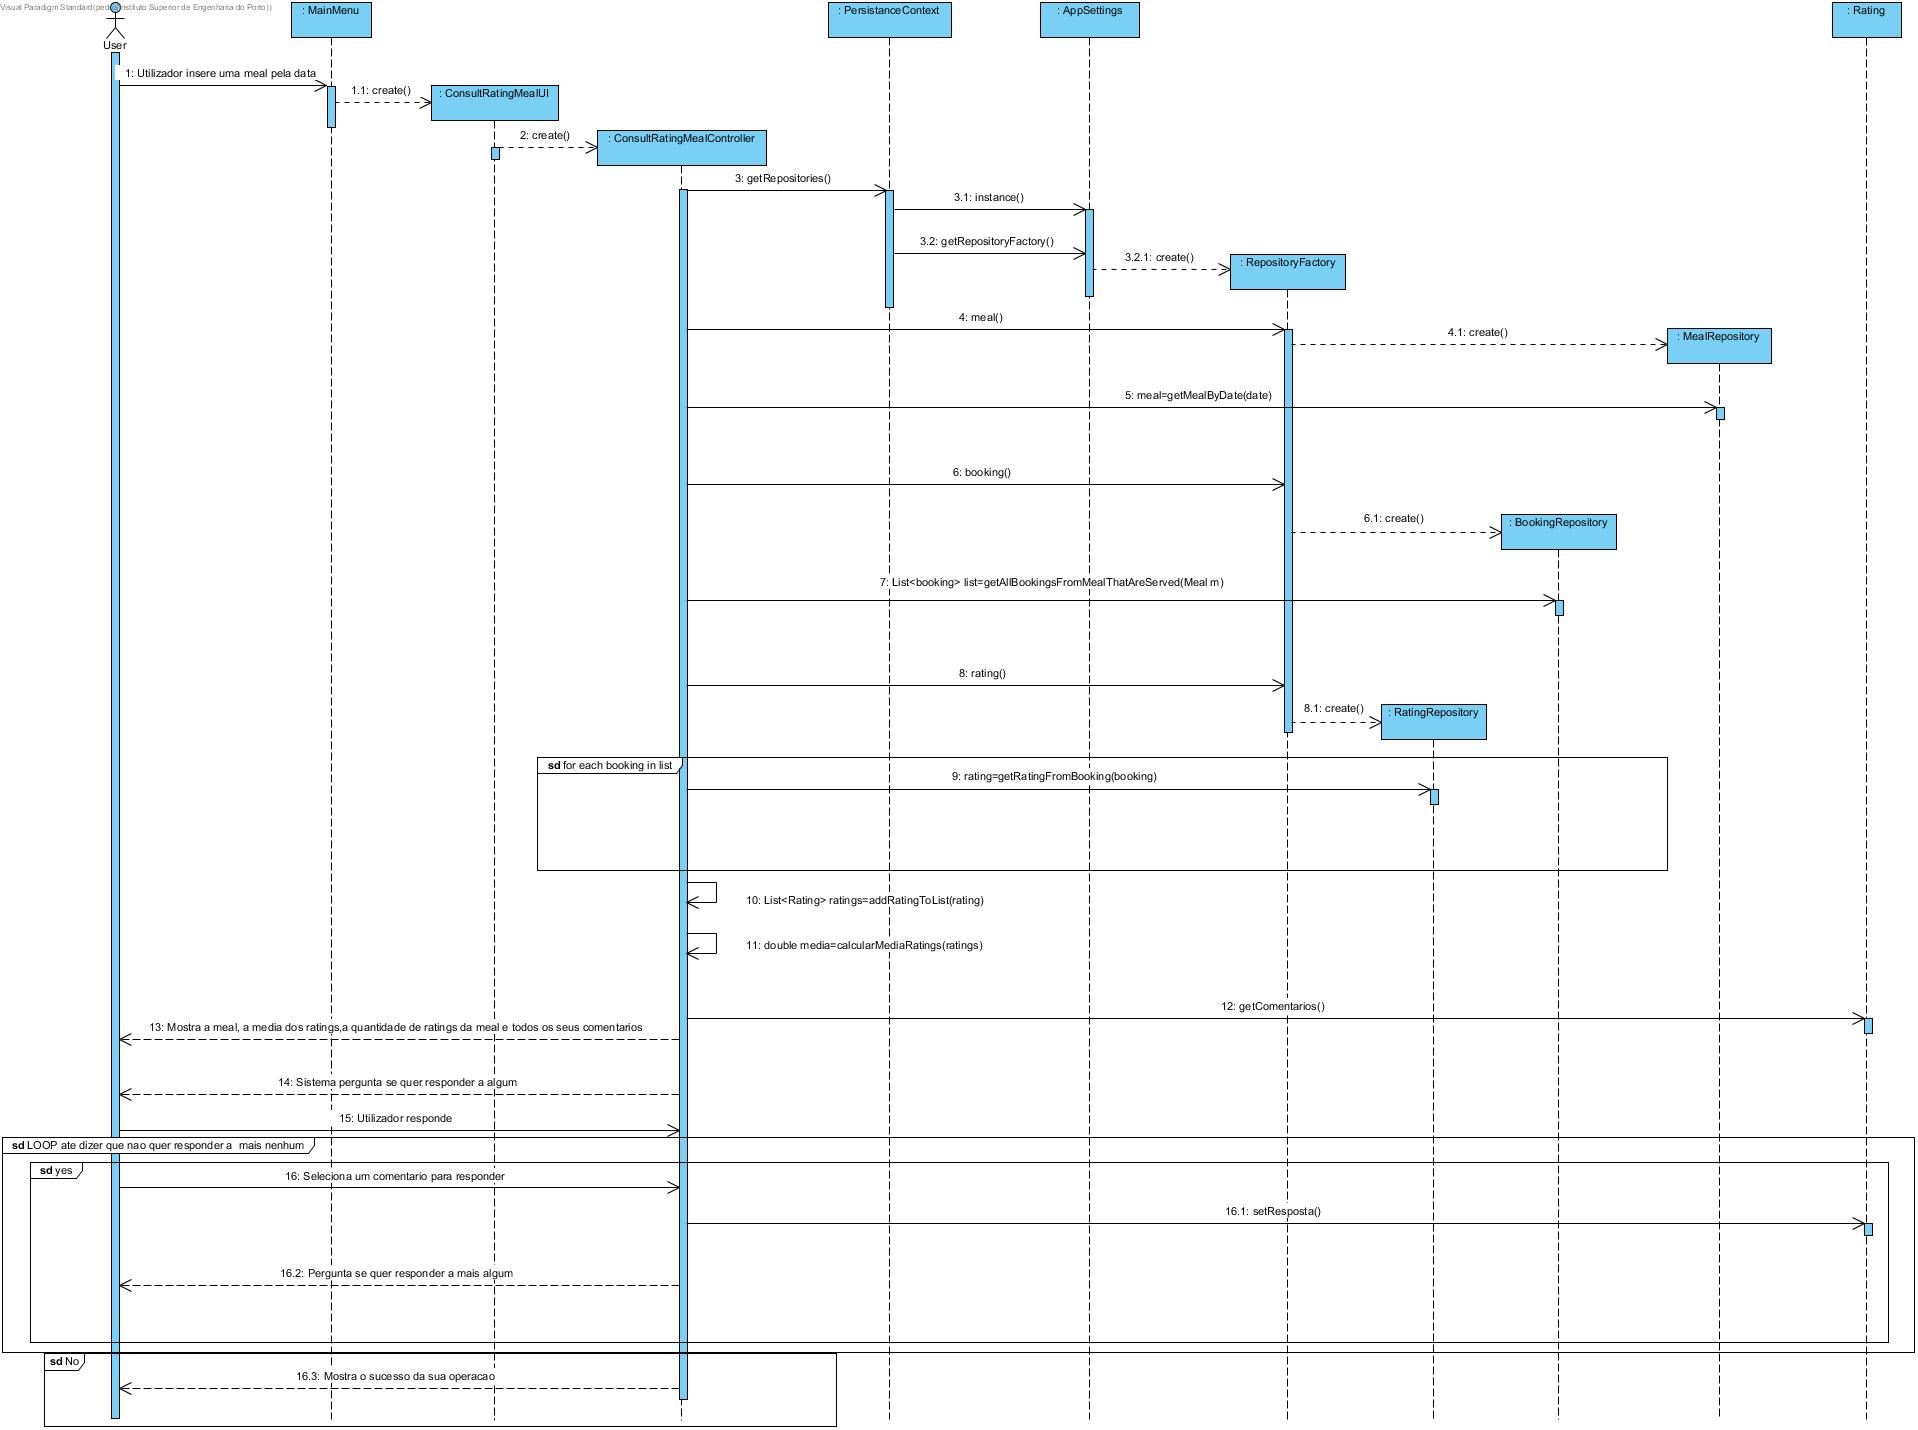 Visual Paradigm Standard(ped Instituto Superior de Engenharia do Porto))
User
: MainMenu
: PersistanceContext
: AppSettings
: Rating
1: Utilizador insere uma meal pela data
1.1: create()
: ConsultRatingMealUI
2: create()
: ConsultRatingMealController
3: getRepositories()
3.1: instance()
3.2: getRepositoryFactory()
3.2.1: create()
: RepositoryFactory
4: meal()
4.1: create()
: MealRepository
5: meal=getMealByDate(date)
6: booking()
6.1: create()
: BookingRepository
7: List<booking> list=getAllBookingsFromMealThatAreServed(Meal m)
8: rating()
8.1: create()
: RatingRepository
sd for each booking in list
9: rating=getRatingFromBooking(booking)
10: List<Rating> ratings=addRatingToList(rating)
11: double media=calcularMediaRatings(ratings)
12: getComentarios()
13: Mostra a meal, a media dos ratings,a quantidade de ratings da meal e todos os seus comentarios
14: Sistema pergunta se quer responder a algum
15: Utilizador responde
sd LOOP ate dizer que nao quer responder a mais nenhum
sd yes
16: Seleciona um comentario para responder
16.1: setResposta()
16.2: Pergunta se quer responder a mais algum
sd No
16.3: Mostra o sucesso da sua operacao